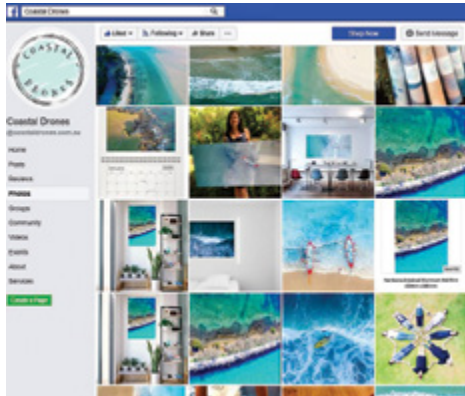 Coastal Drones
Liked
Following
Share
Shop Now
Send Message
COASTAL
DRONES
Coastal Drones
@coastaldrones.com.au
Home
Posts
Reviews
Photos
Groups
Community
Videos
Events
About
Services
Create a Page